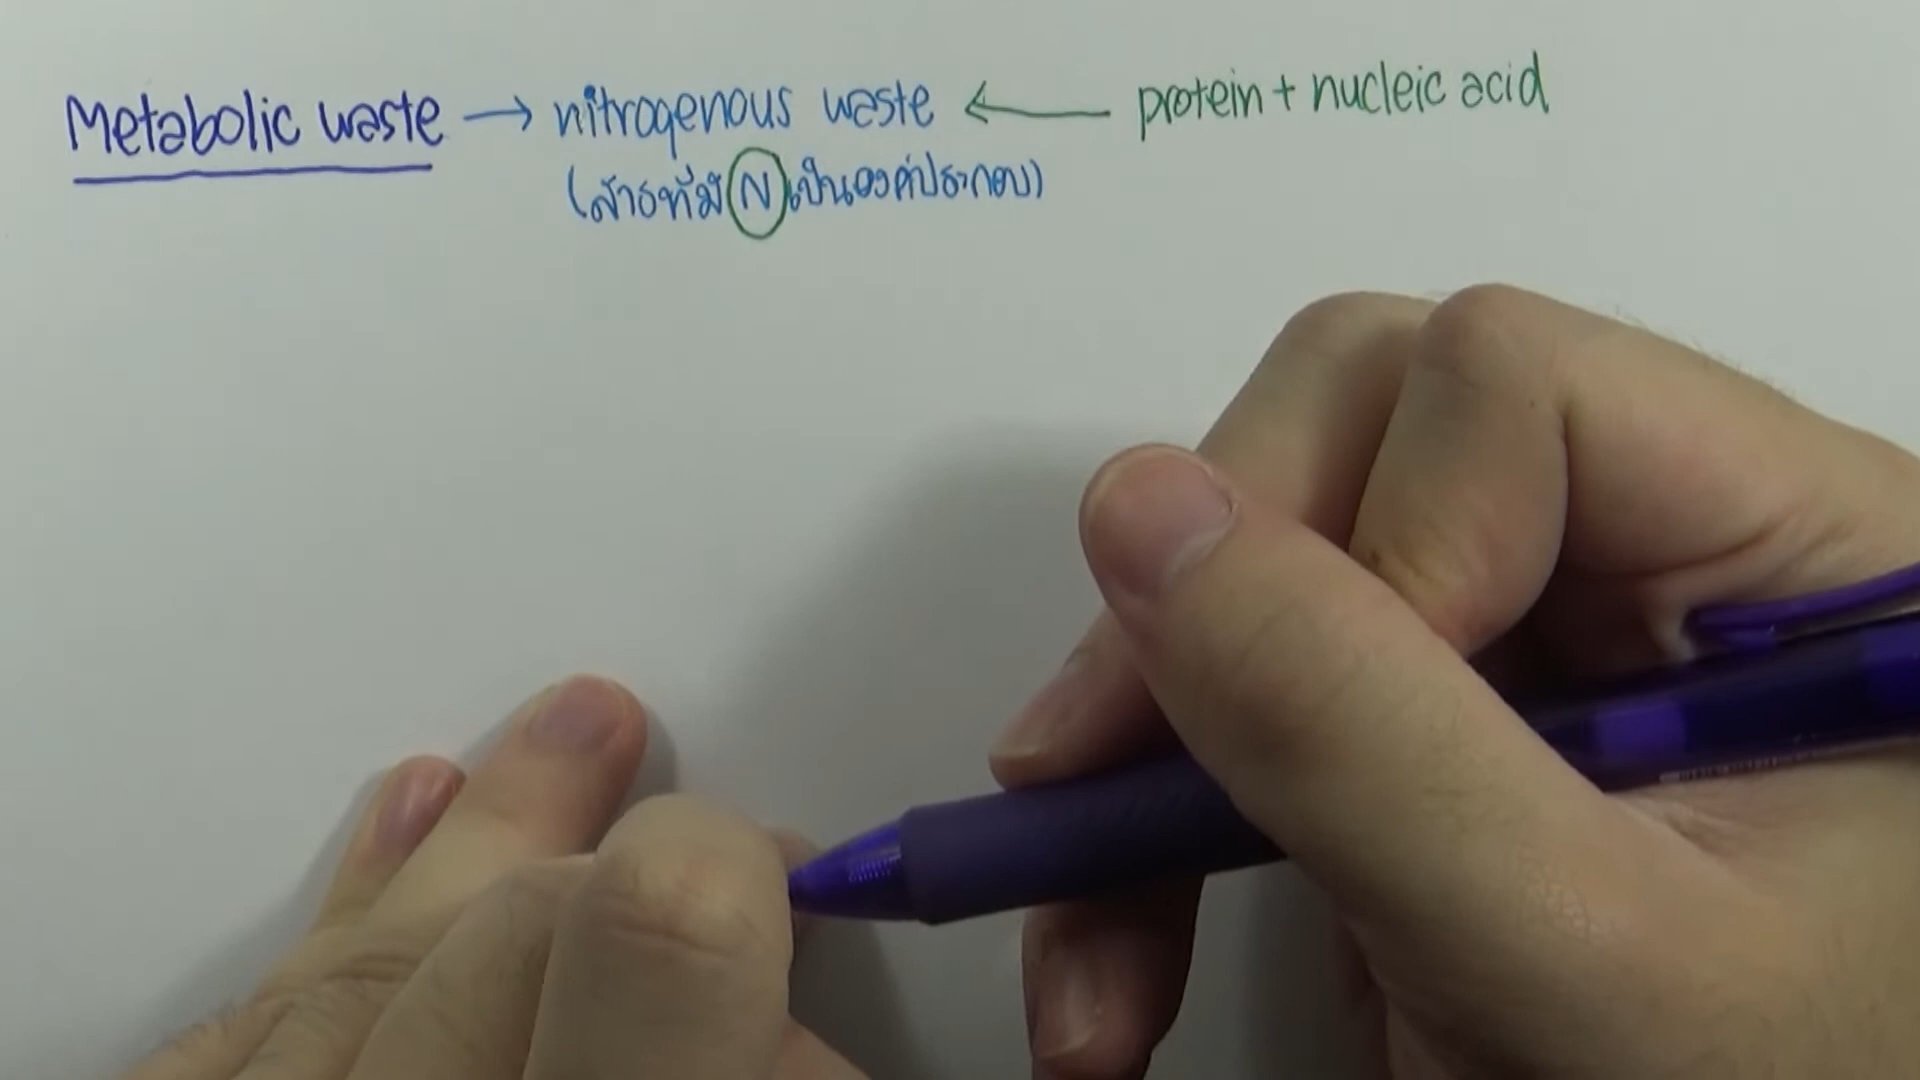 Metabolic waste → nitrogenous waste ← protein + nucleic acid
(สารที่มี N เป็นองค์ประกอบ)